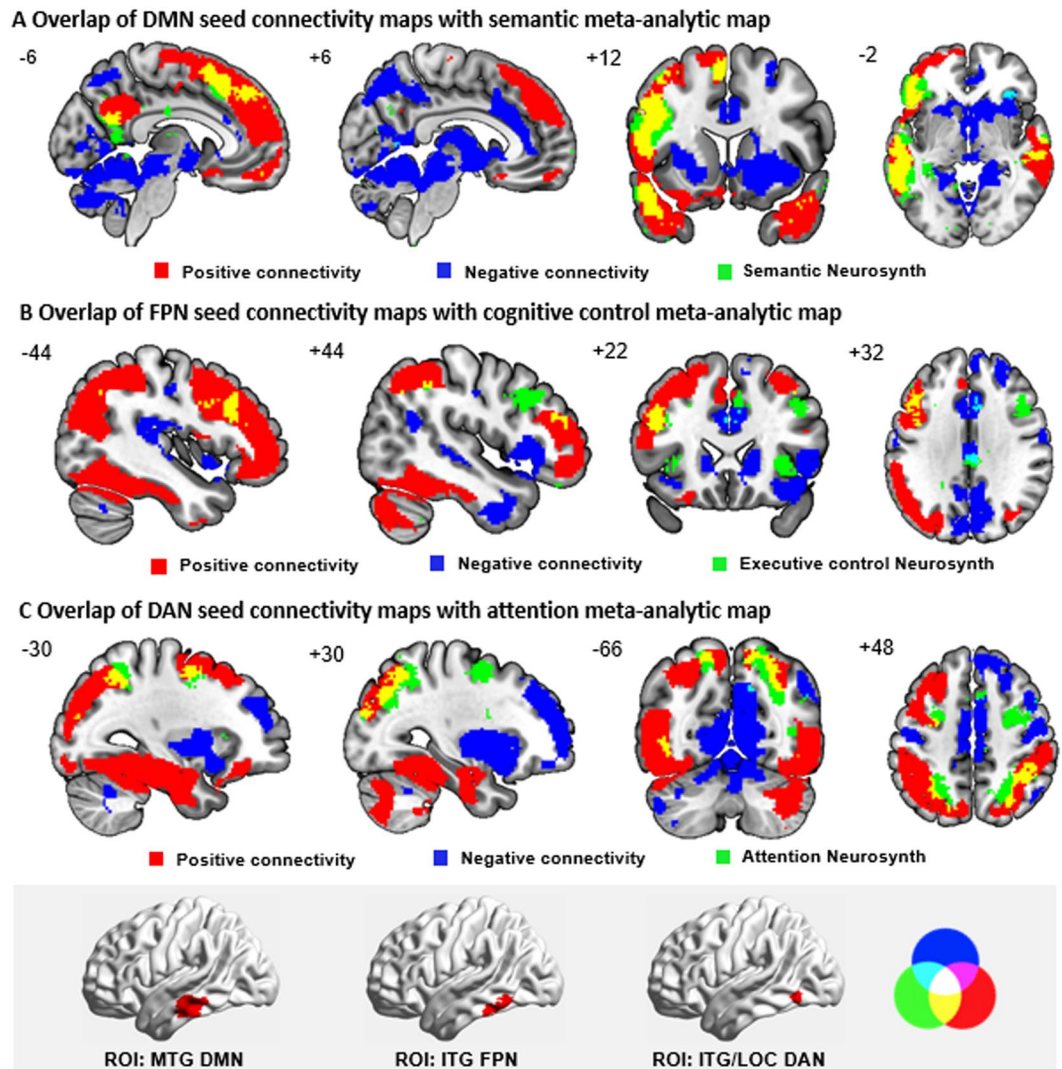 A Overlap of DMN seed connectivity maps with semantic meta-analytic map
-6 +6 +12 -2
Positive connectivity Negative connectivity Semantic Neurosynth
B Overlap of FPN seed connectivity maps with cognitive control meta-analytic map
-44 +44 +22 +32
Positive connectivity Negative connectivity Executive control Neurosynth
C Overlap of DAN seed connectivity maps with attention meta-analytic map
-30 +30 -66 +48
Positive connectivity Negative connectivity Attention Neurosynth
ROI: MTG DMN ROI: ITG FPN ROI: ITG/LOC DAN